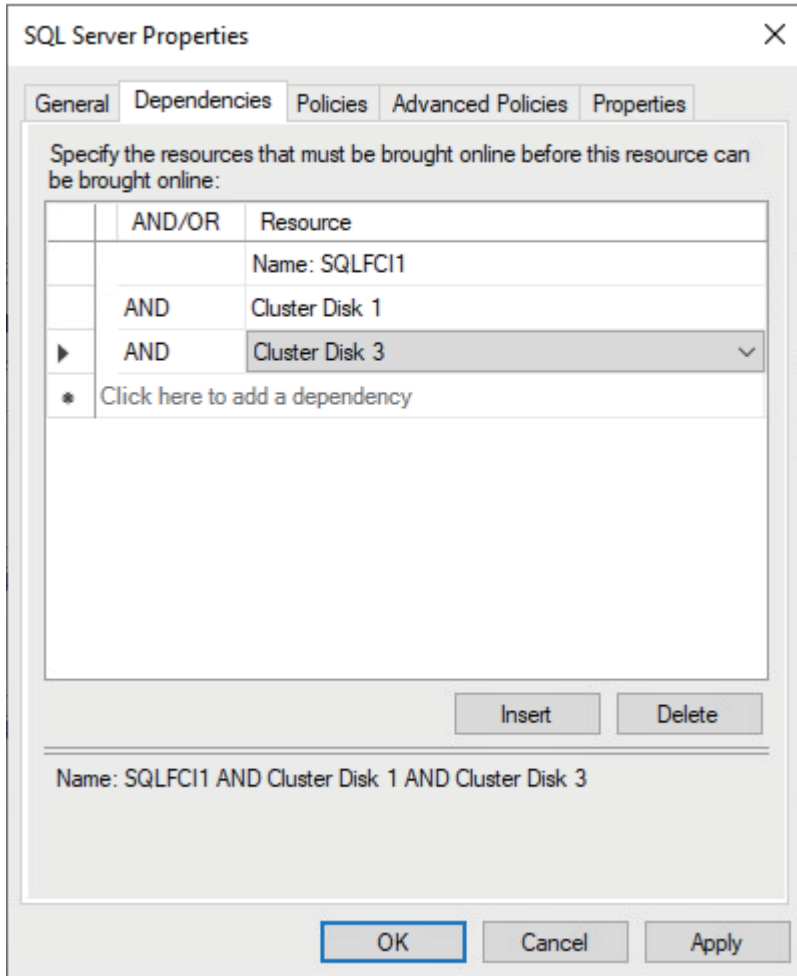 SQL Server Properties
General Dependencies Policies Advanced Policies Properties
Specify the resources that must be brought online before this resource can
be brought online:
AND/OR Resource
Name: SQLFCI1
AND Cluster Disk 1
AND Cluster Disk 3
Click here to add a dependency
Insert Delete
Name: SQLFCI1 AND Cluster Disk 1 AND Cluster Disk 3
OK Cancel Apply